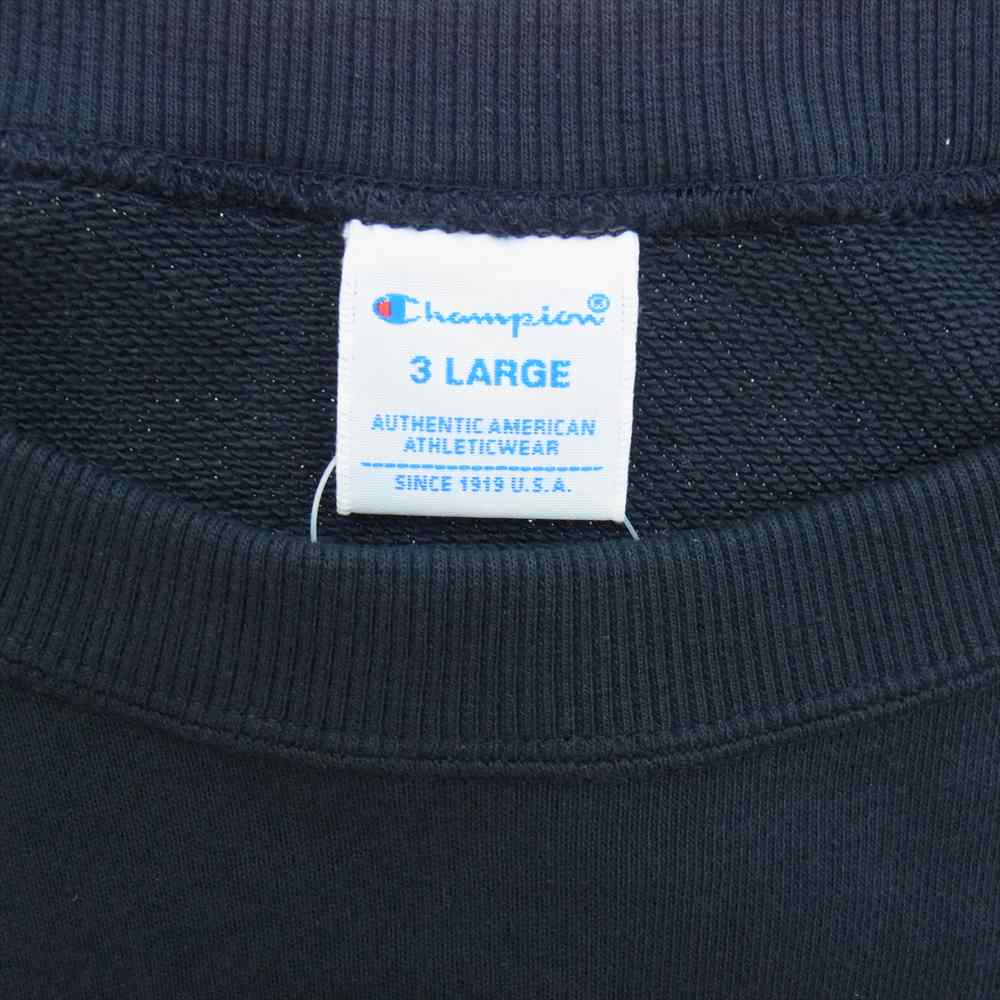 Champion®
3 LARGE
AUTHENTIC AMERICAN
ATHLETICWEAR
SINCE 1919 U.S.A.